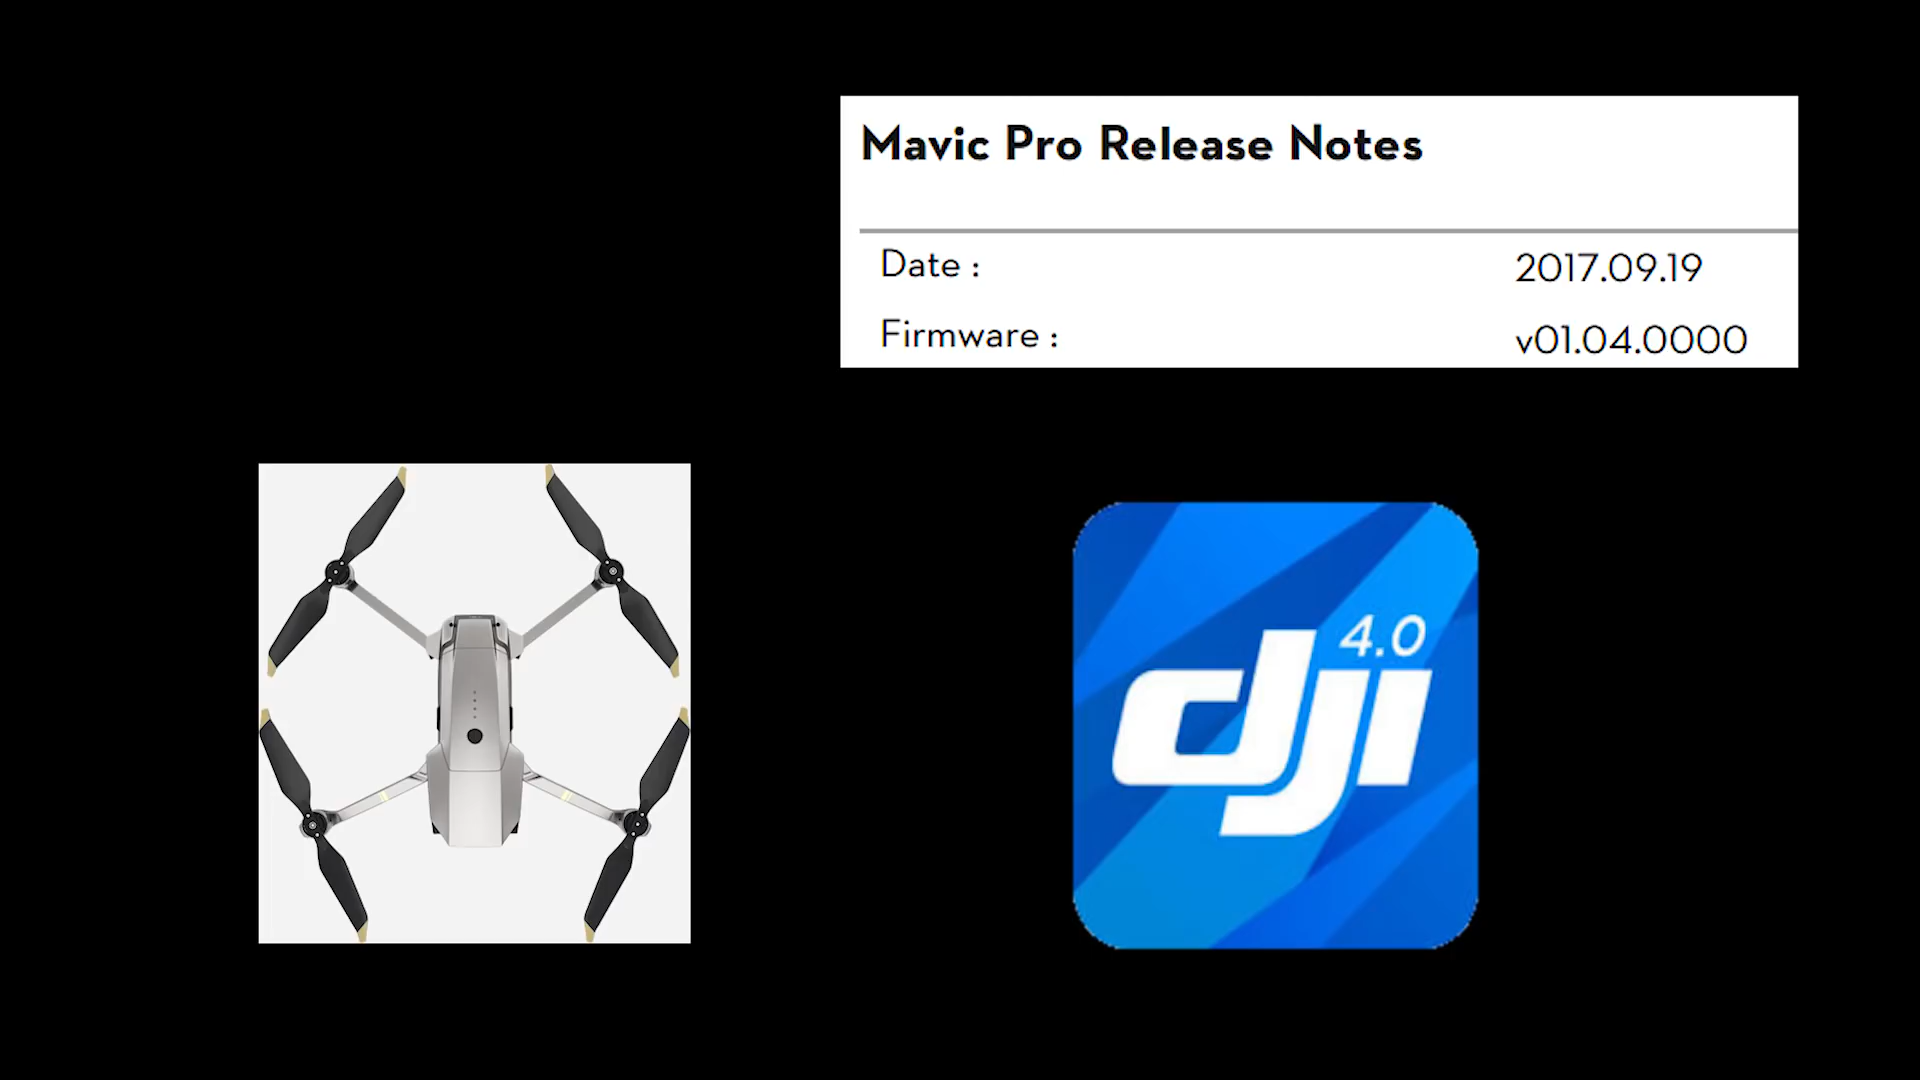 Mavic Pro Release Notes
Date : 2017.09.19
Firmware : v01.04.0000
4.0
dji